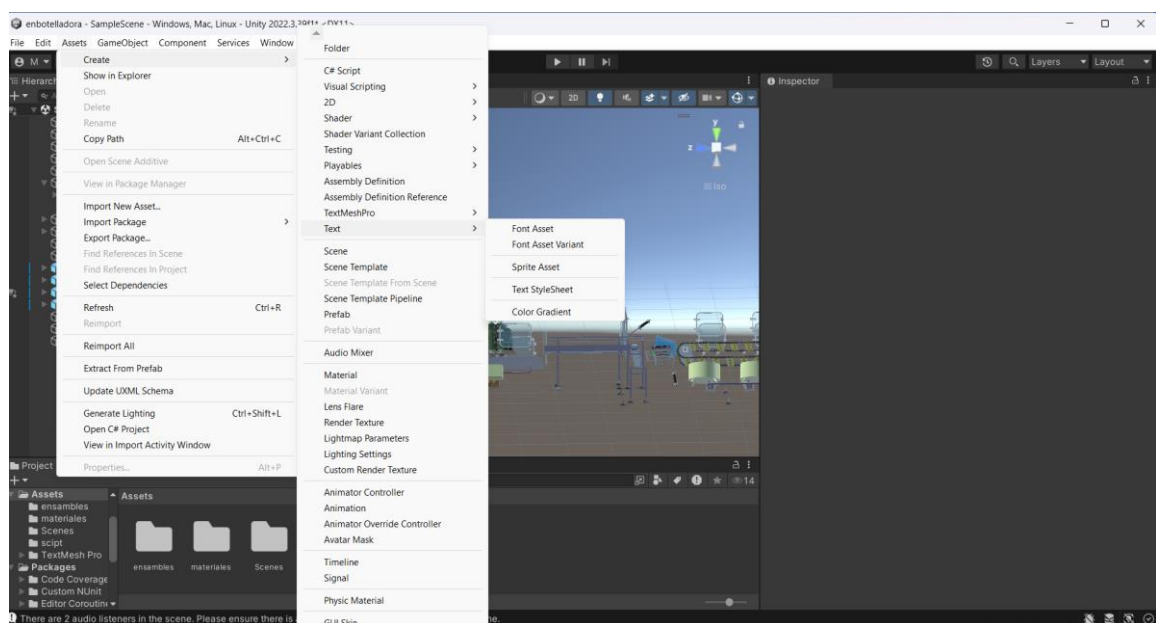 enbotelladora - SampleScene - Windows, Mac, Linux - Unity 2022.3.39f1* <DX11>
File Edit Assets GameObject Component Services Window
M
Layers Layout
Hierarch
Create
Show in Explorer
Open
Delete
Rename
Copy Path Alt+Ctrl+C
Open Scene Additive
View in Package Manager
Import New Asset...
Import Package
Export Package...
Find References In Scene
Find References In Project
Select Dependencies
Refresh Ctrl+R
Reimport
Reimport All
Extract From Prefab
Update UXML Schema
Generate Lighting Ctrl+Shift+L
Open C# Project
View in Import Activity Window
Properties... Alt+P
Folder
C# Script
Visual Scripting
2D
Shader
Shader Variant Collection
Testing
Playables
Assembly Definition
Assembly Definition Reference
TextMeshPro
Text
Scene
Scene Template
Scene Template From Scene
Scene Template Pipeline
Prefab
Prefab Variant
Audio Mixer
Material
Material Variant
Lens Flare
Render Texture
Lightmap Parameters
Lighting Settings
Custom Render Texture
Animator Controller
Animation
Animator Override Controller
Avatar Mask
Timeline
Signal
Physic Material
GUI Skin
Font Asset
Font Asset Variant
Sprite Asset
Text StyleSheet
Color Gradient
2D
y
z
Iso
Inspector
Project
14
Assets
ensambles
materiales
Scenes
scipt
TextMesh Pro
Packages
Code Coverage
Custom NUnit
Editor Coroutine
Assets
ensambles materiales Scenes
There are 2 audio listeners in the scene. Please ensure there is
ne.